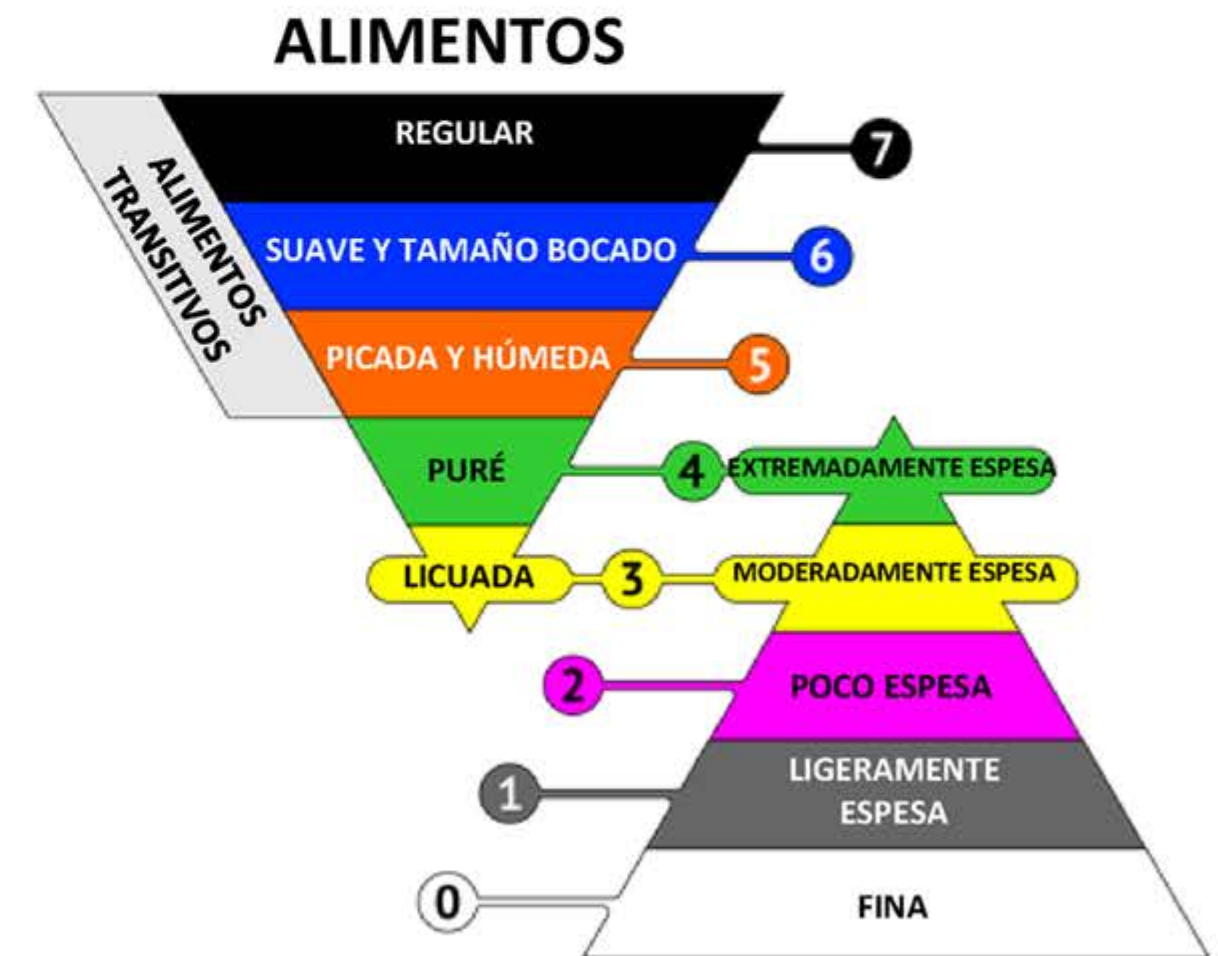 ALIMENTOS
REGULAR
7
ALIMENTOS
TRANSITIVOS
SUAVE Y TAMAÑO BOCADO
6
PICADA Y HÚMEDA
5
PURÉ
4
EXTREMADAMENTE ESPESA
LICUADA
3
MODERADAMENTE ESPESA
2
POCO ESPESA
1
LIGERAMENTE
ESPESA
0
FINA